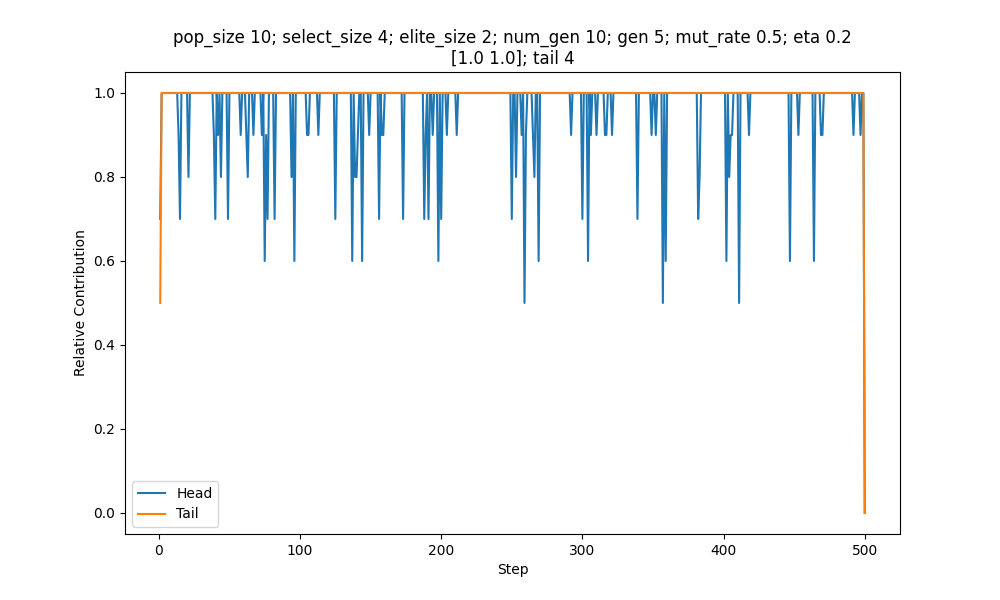 pop_size 10; select_size 4; elite_size 2; num_gen 10; gen 5; mut_rate 0.5; eta 0.2
[1.0 1.0]; tail 4
1.0
0.8
0.6
0.4
0.2
0.0
Relative Contribution
Head
Tail
0
100
200
300
400
500
Step